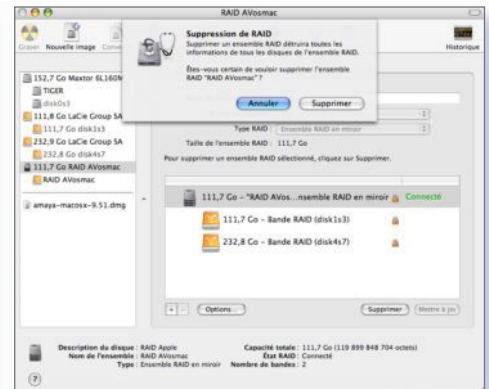 RAID AVosmac
Graver
Nouvelle image
Historique
Suppression de RAID
Supprimer un ensemble RAID détruira toutes les
informations de tous les disques de l'ensemble RAID.
Êtes-vous certain de vouloir supprimer l'ensemble
RAID "RAID AVosmac" ?
Annuler
Supprimer
152,7 Go Maxtor 6L160M
TIGER
disk0s3
111,8 Go LaCie Group SA
111,7 Go disk1s3
232,9 Go LaCie Group SA
232,8 Go disk4s7
111,7 Go RAID AVosmac
RAID AVosmac
amaya-macosx-9.51.dmg
Type RAID : Ensemble RAID en miroir
Taille de l'ensemble RAID : 111,7 Go
Pour supprimer un ensemble RAID sélectionné, cliquez sur Supprimer.
111,7 Go – "RAID AVos...nsemble RAID en miroir Connecté
111,7 Go – Bande RAID (disk1s3)
232,8 Go – Bande RAID (disk4s7)
+ - Options...
Supprimer
Mettre à jour
Description du disque : RAID Apple
Nom de l'ensemble : RAID AVosmac
Type : Ensemble RAID en miroir
Capacité totale : 111,7 Go (119 899 848 704 octets)
État RAID : Connecté
Nombre de bandes : 2
?